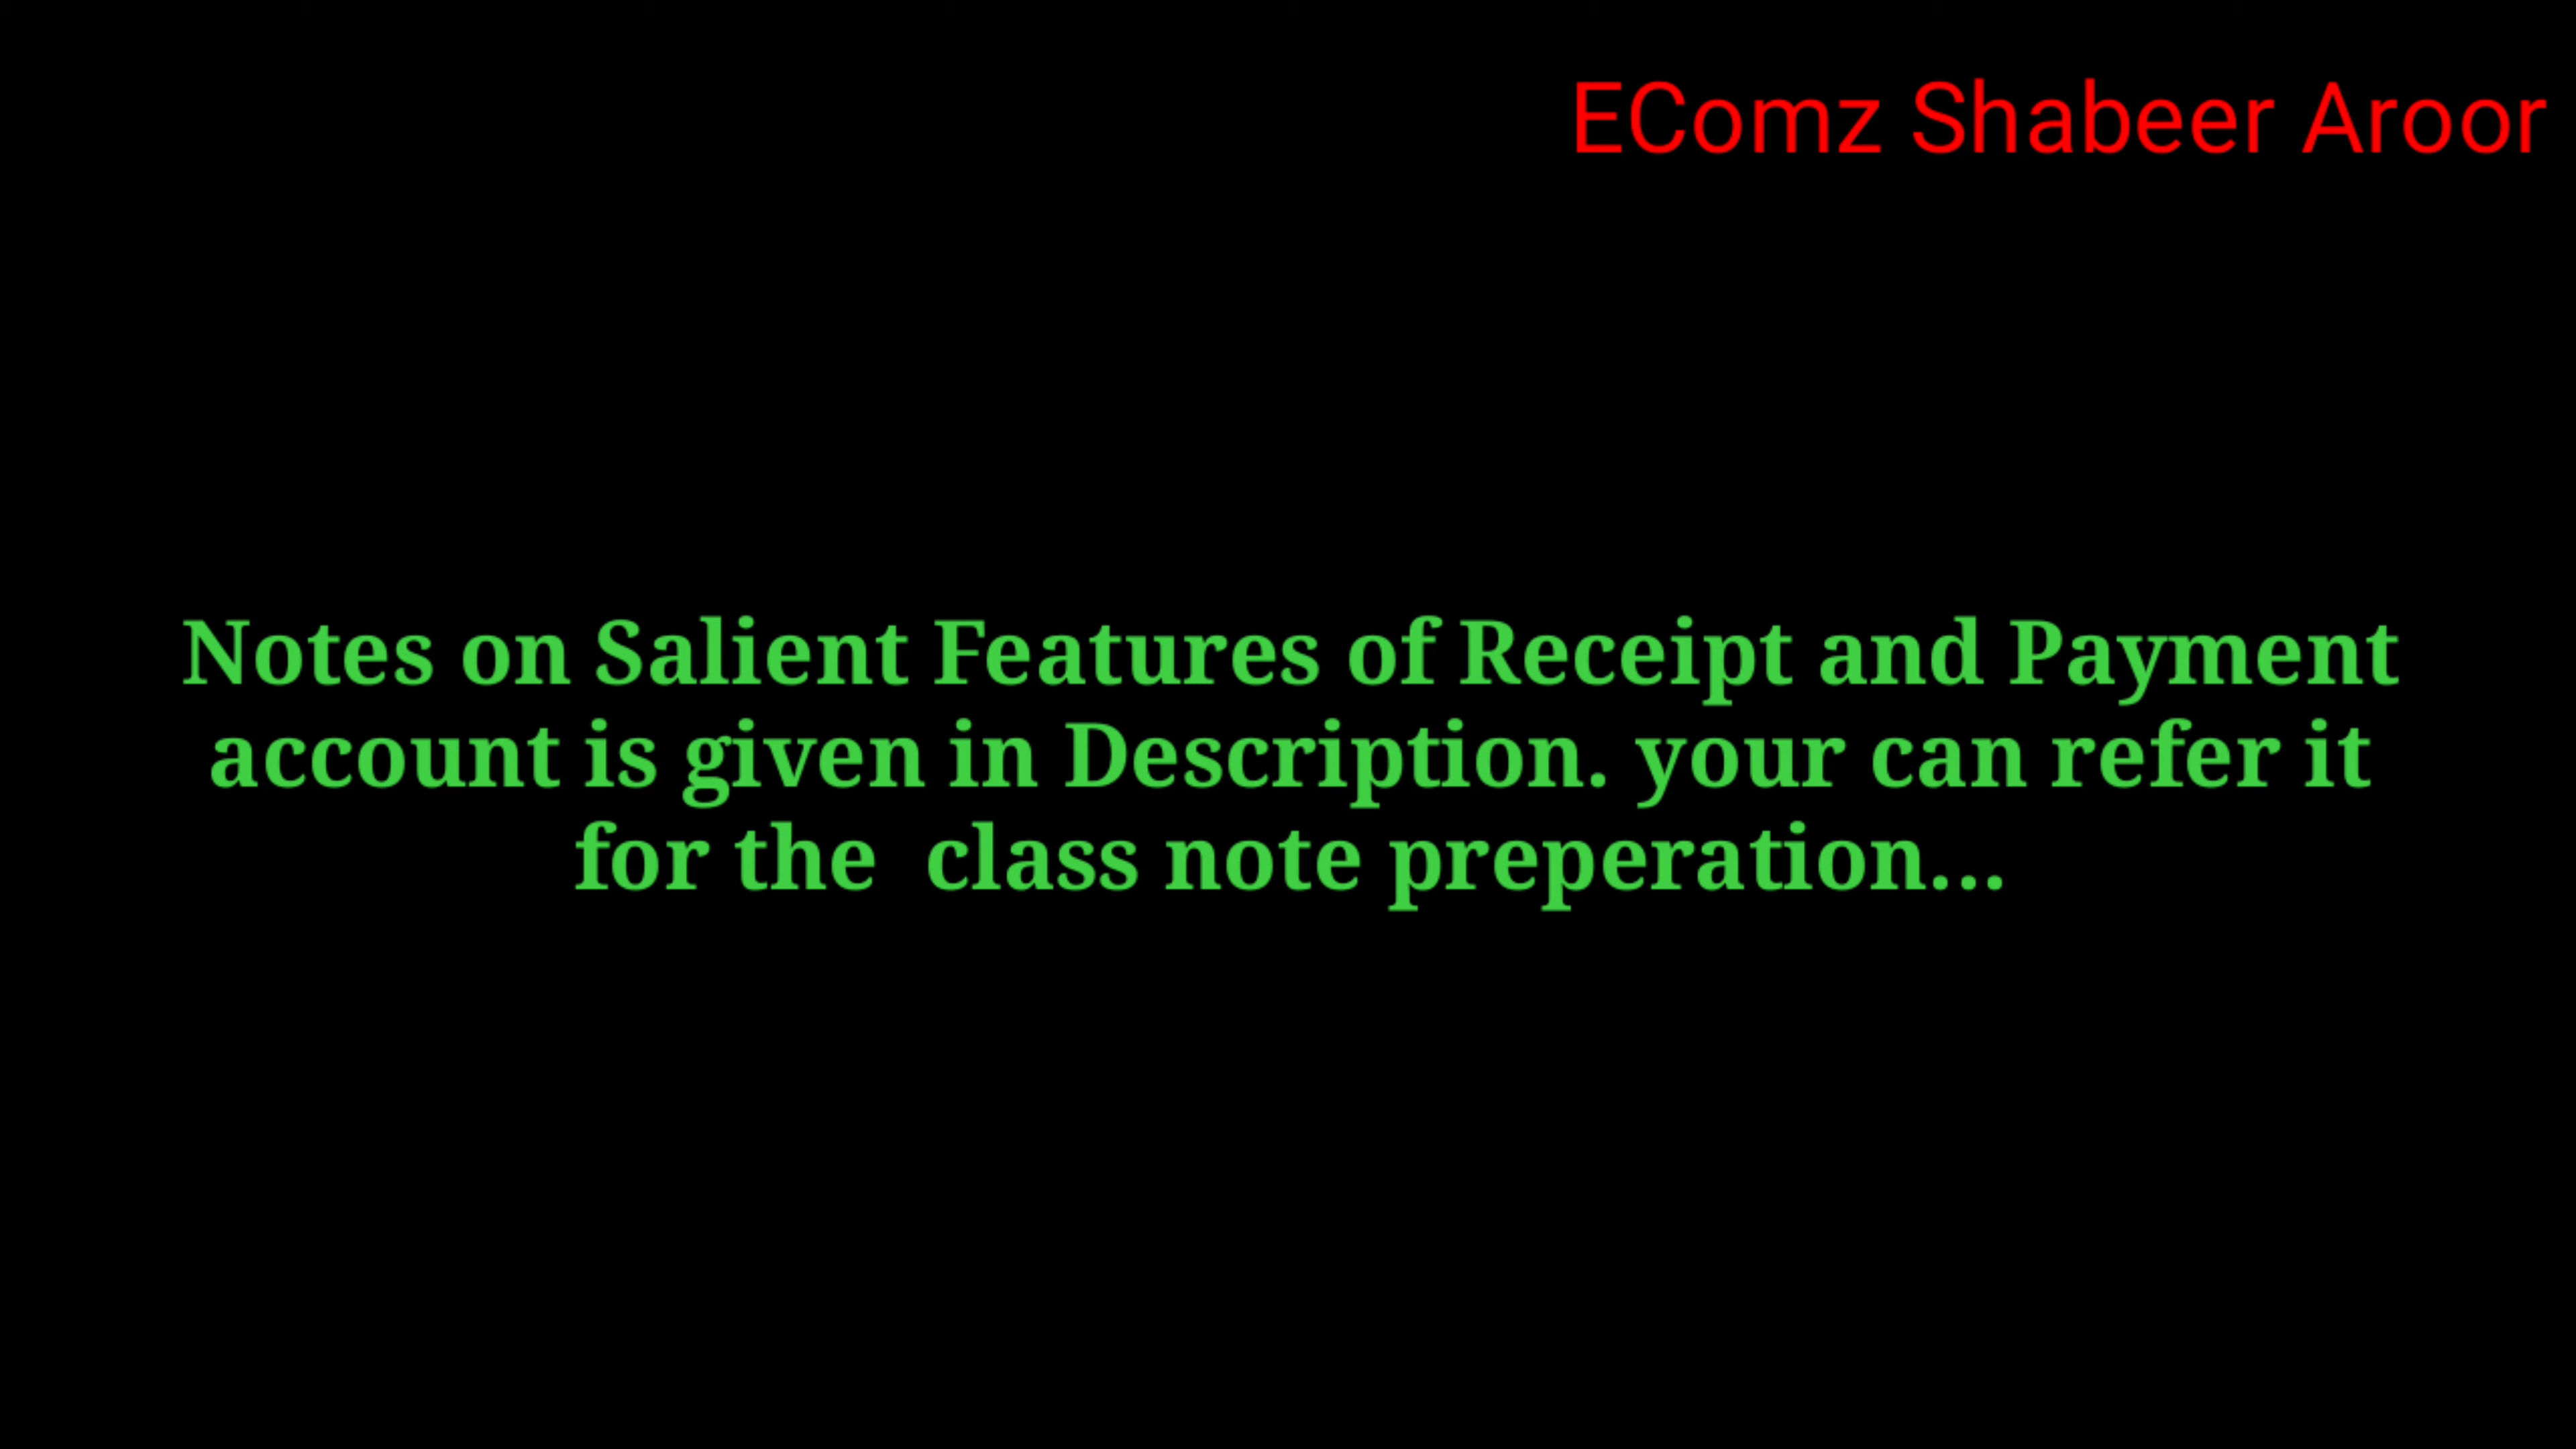 EComz Shabeer Aroor
Notes on Salient Features of Receipt and Payment
account is given in Description. your can refer it
for the  class note preperation...